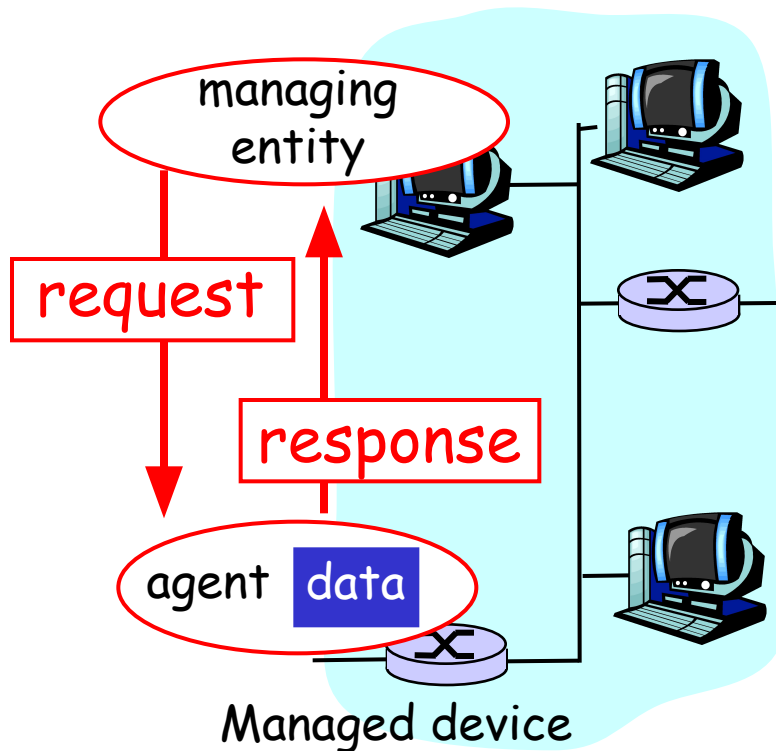 managing
entity
request
response
agent data
Managed device